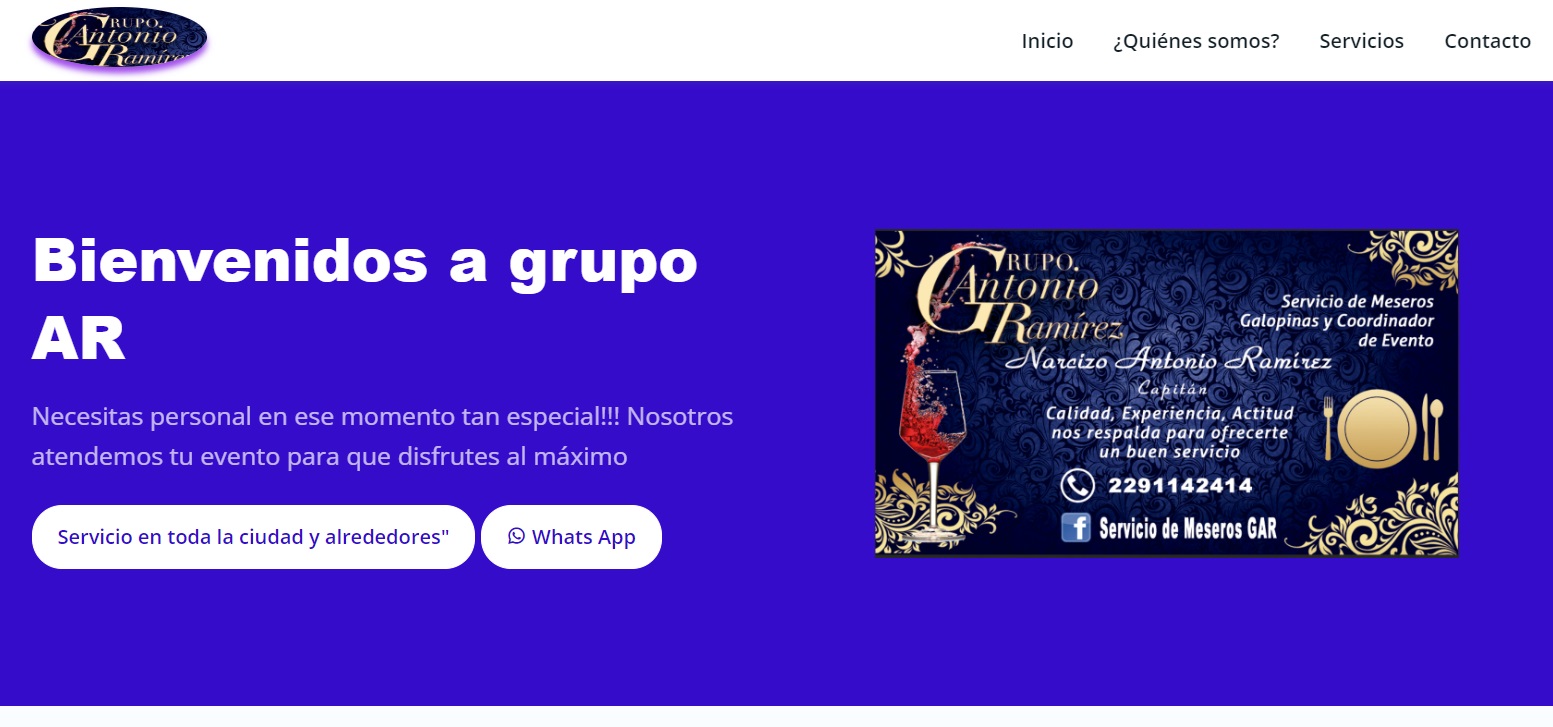 GRUPO.
Antonio
Ramírez
Inicio
¿Quiénes somos?
Servicios
Contacto
Bienvenidos a grupo
AR
Necesitas personal en ese momento tan especial!!! Nosotros
atendemos tu evento para que disfrutes al máximo
Servicio en toda la ciudad y alrededores"
Whats App
GRUPO.
Antonio
Ramírez
Servicio de Meseros
Galopinas y Coordinador
de Evento
Narcizo Antonio Ramírez
Capitán
Calidad, Experiencia, Actitud
nos respalda para ofrecerte
un buen servicio
2291142414
f Servicio de Meseros GAR